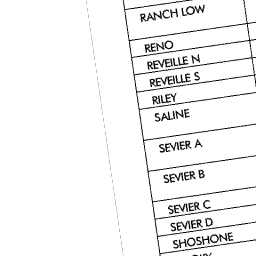 RANCH LOW
RENO
REVEILLE N
REVEILLE S
RILEY
SALINE
SEVIER A
SEVIER B
SEVIER C
SEVIER D
SHOSHONE